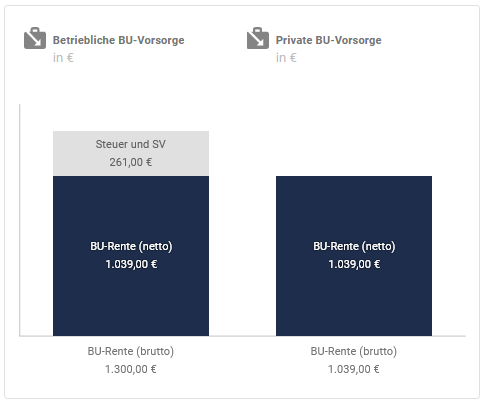 Betriebliche BU-Vorsorge
in €
Private BU-Vorsorge
in €
Steuer und SV
261,00 €
BU-Rente (netto)
1.039,00 €
BU-Rente (netto)
1.039,00 €
BU-Rente (brutto)
1.300,00 €
BU-Rente (brutto)
1.039,00 €